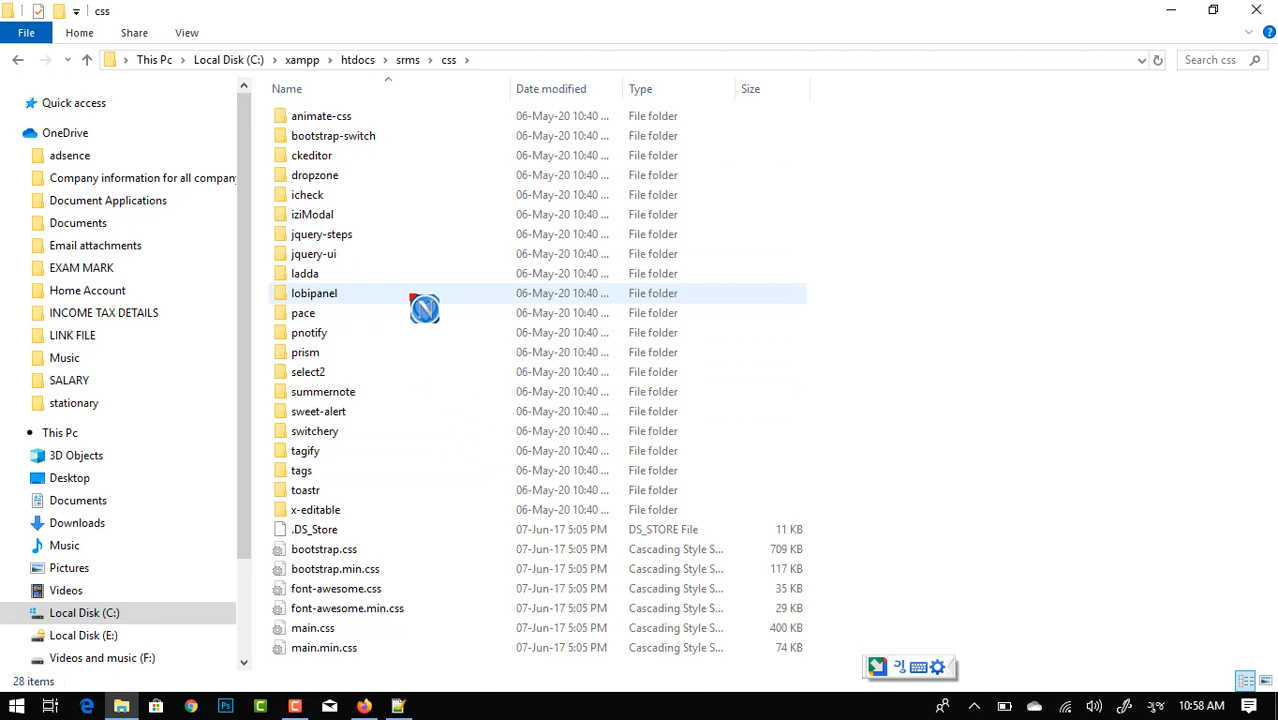 css
File
Home
Share
View
This Pc
Local Disk (C:)
xampp
htdocs
srms
css
Search css
Name
Date modified
Type
Size
Quick access
OneDrive
adsence
Company information for all company
Document Applications
Documents
Email attachments
EXAM MARK
Home Account
INCOME TAX DETAILS
LINK FILE
Music
SALARY
stationary
This Pc
3D Objects
Desktop
Documents
Downloads
Music
Pictures
Videos
Local Disk (C:)
Local Disk (E:)
Videos and music (F:)
animate-css 06-May-20 10:40 ... File folder
bootstrap-switch 06-May-20 10:40 ... File folder
ckeditor 06-May-20 10:40 ... File folder
dropzone 06-May-20 10:40 ... File folder
icheck 06-May-20 10:40 ... File folder
iziModal 06-May-20 10:40 ... File folder
jquery-steps 06-May-20 10:40 ... File folder
jquery-ui 06-May-20 10:40 ... File folder
ladda 06-May-20 10:40 ... File folder
lobipanel 06-May-20 10:40 ... File folder
pace 06-May-20 10:40 ... File folder
pnotify 06-May-20 10:40 ... File folder
prism 06-May-20 10:40 ... File folder
select2 06-May-20 10:40 ... File folder
summernote 06-May-20 10:40 ... File folder
sweet-alert 06-May-20 10:40 ... File folder
switchery 06-May-20 10:40 ... File folder
tagify 06-May-20 10:40 ... File folder
tags 06-May-20 10:40 ... File folder
toastr 06-May-20 10:40 ... File folder
x-editable 06-May-20 10:40 ... File folder
.DS_Store 07-Jun-17 5:05 PM DS_STORE File 11 KB
bootstrap.css 07-Jun-17 5:05 PM Cascading Style S... 709 KB
bootstrap.min.css 07-Jun-17 5:05 PM Cascading Style S... 117 KB
font-awesome.css 07-Jun-17 5:05 PM Cascading Style S... 35 KB
font-awesome.min.css 07-Jun-17 5:05 PM Cascading Style S... 29 KB
main.css 07-Jun-17 5:05 PM Cascading Style S... 400 KB
main.min.css 07-Jun-17 5:05 PM Cascading Style S... 74 KB
28 items
10:58 AM